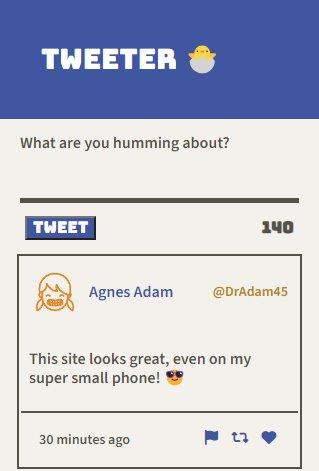 TWEETER 🐣
What are you humming about?
TWEET
140
Agnes Adam
@DrAdam45
This site looks great, even on my
super small phone! 😎
30 minutes ago